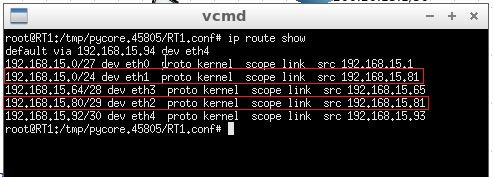 vcmd
root@RT1:/tmp/pycore.45805/RT1.conf# ip route show
default via 192.168.15.94 dev eth4
192.168.15.0/27 dev eth0  proto kernel  scope link  src 192.168.15.1
192.168.15.0/24 dev eth1  proto kernel  scope link  src 192.168.15.81
192.168.15.64/28 dev eth3  proto kernel  scope link  src 192.168.15.65
192.168.15.80/29 dev eth2  proto kernel  scope link  src 192.168.15.81
192.168.15.92/30 dev eth4  proto kernel  scope link  src 192.168.15.93
root@RT1:/tmp/pycore.45805/RT1.conf#